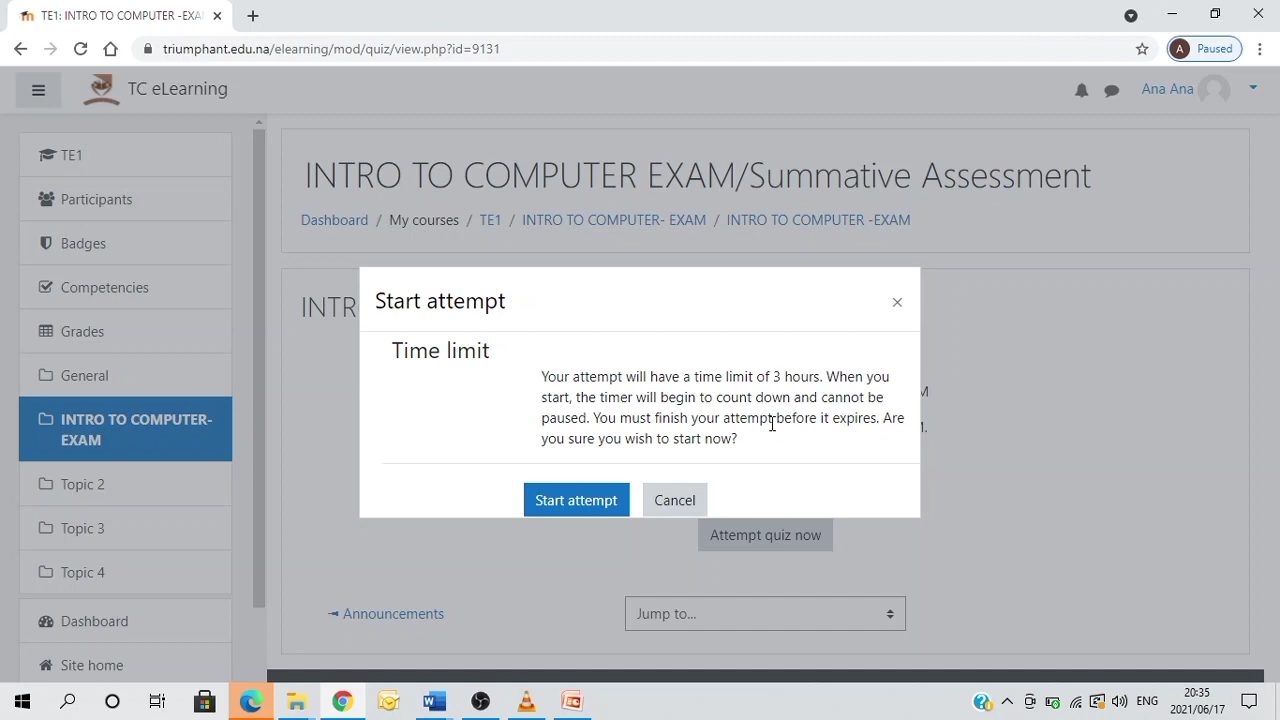 TE1: INTRO TO COMPUTER -EXA
triumphant.edu.na/elearning/mod/quiz/view.php?id=9131
A Paused
TC eLearning
Ana Ana
TE1
Participants
Badges
Competencies
Grades
General
INTRO TO COMPUTER-
EXAM
Topic 2
Topic 3
Topic 4
Dashboard
Site home
INTRO TO COMPUTER EXAM/Summative Assessment
Dashboard / My courses / TE1 / INTRO TO COMPUTER- EXAM / INTRO TO COMPUTER -EXAM
INTR
M
M.
Start attempt
×
Time limit
Your attempt will have a time limit of 3 hours. When you
start, the timer will begin to count down and cannot be
paused. You must finish your attempt before it expires. Are
you sure you wish to start now?
Start attempt
Cancel
Attempt quiz now
Announcements
Jump to...
ENG
20:35
2021/06/17